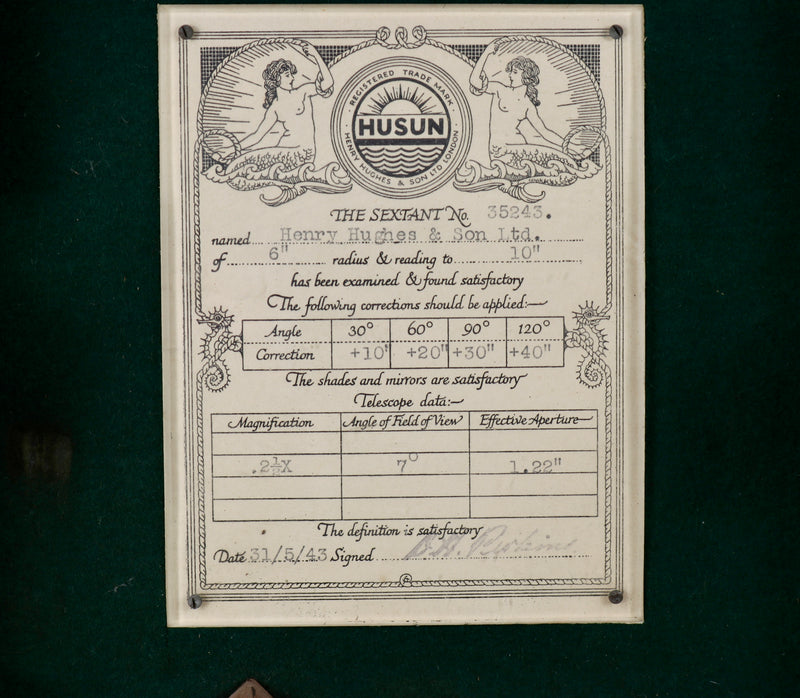 REGISTERED TRADE MARK
HUSUN
HENRY HUGHES & SON LTD LONDON
THE SEXTANT No. 35243.
named Henry Hughes & Son Ltd.
of 6" radius & reading to 10"
has been examined & found satisfactory
The following corrections should be applied:—
Angle 30° 60° 90° 120°
Correction +10" +20" +30" +40"
The shades and mirrors are satisfactory
Telescope data:—
Magnification Angle of Field of View Effective Aperture
.2½X 7° 1.22"
The definition is satisfactory
Date 31/5/43 Signed